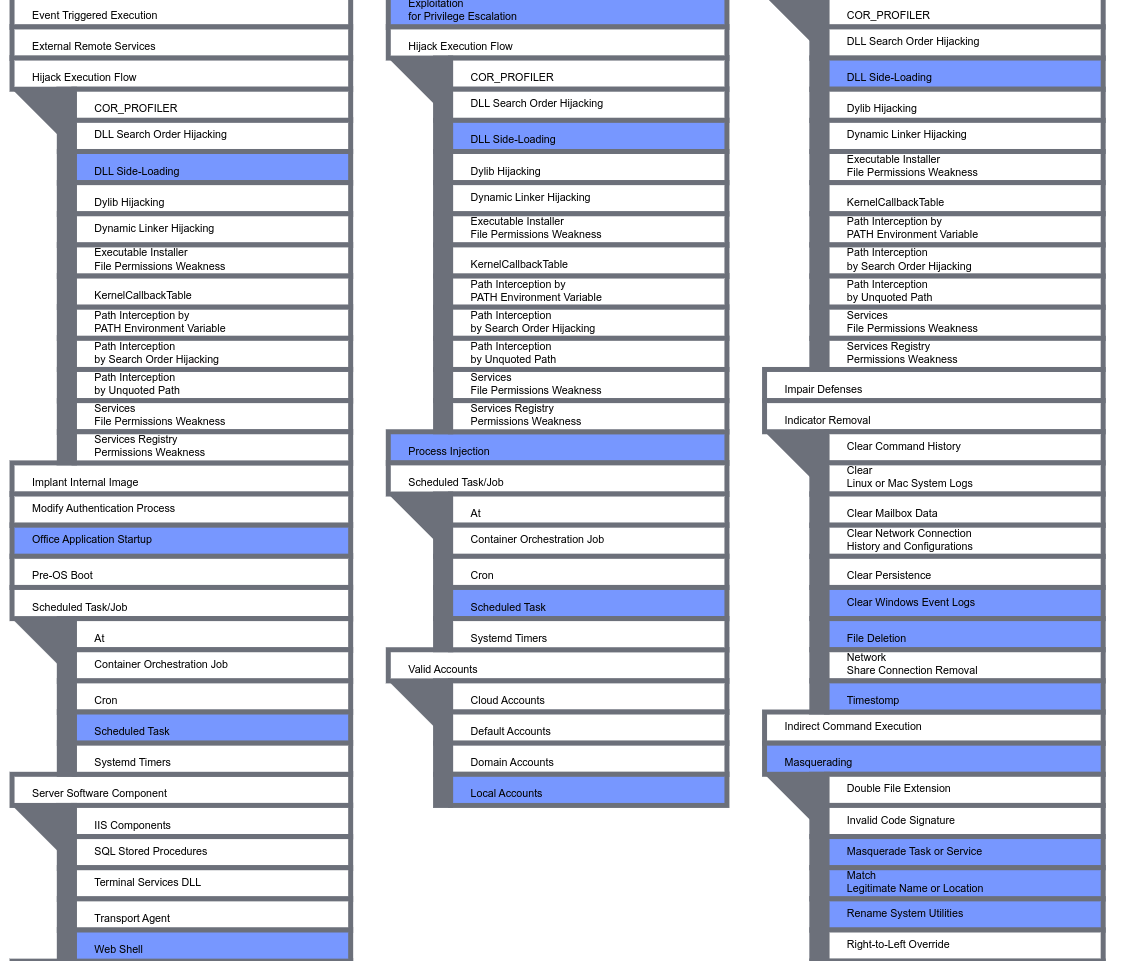 Event Triggered Execution
External Remote Services
Hijack Execution Flow
COR_PROFILER
DLL Search Order Hijacking
DLL Side-Loading
Dylib Hijacking
Dynamic Linker Hijacking
Executable Installer
File Permissions Weakness
KernelCallbackTable
Path Interception by
PATH Environment Variable
Path Interception
by Search Order Hijacking
Path Interception
by Unquoted Path
Services
File Permissions Weakness
Services Registry
Permissions Weakness
Implant Internal Image
Modify Authentication Process
Office Application Startup
Pre-OS Boot
Scheduled Task/Job
At
Container Orchestration Job
Cron
Scheduled Task
Systemd Timers
Server Software Component
IIS Components
SQL Stored Procedures
Terminal Services DLL
Transport Agent
Web Shell
Exploitation
for Privilege Escalation
Hijack Execution Flow
COR_PROFILER
DLL Search Order Hijacking
DLL Side-Loading
Dylib Hijacking
Dynamic Linker Hijacking
Executable Installer
File Permissions Weakness
KernelCallbackTable
Path Interception by
PATH Environment Variable
Path Interception
by Search Order Hijacking
Path Interception
by Unquoted Path
Services
File Permissions Weakness
Services Registry
Permissions Weakness
Process Injection
Scheduled Task/Job
At
Container Orchestration Job
Cron
Scheduled Task
Systemd Timers
Valid Accounts
Cloud Accounts
Default Accounts
Domain Accounts
Local Accounts
COR_PROFILER
DLL Search Order Hijacking
DLL Side-Loading
Dylib Hijacking
Dynamic Linker Hijacking
Executable Installer
File Permissions Weakness
KernelCallbackTable
Path Interception by
PATH Environment Variable
Path Interception
by Search Order Hijacking
Path Interception
by Unquoted Path
Services
File Permissions Weakness
Services Registry
Permissions Weakness
Impair Defenses
Indicator Removal
Clear Command History
Clear
Linux or Mac System Logs
Clear Mailbox Data
Clear Network Connection
History and Configurations
Clear Persistence
Clear Windows Event Logs
File Deletion
Network
Share Connection Removal
Timestomp
Indirect Command Execution
Masquerading
Double File Extension
Invalid Code Signature
Masquerade Task or Service
Match
Legitimate Name or Location
Rename System Utilities
Right-to-Left Override